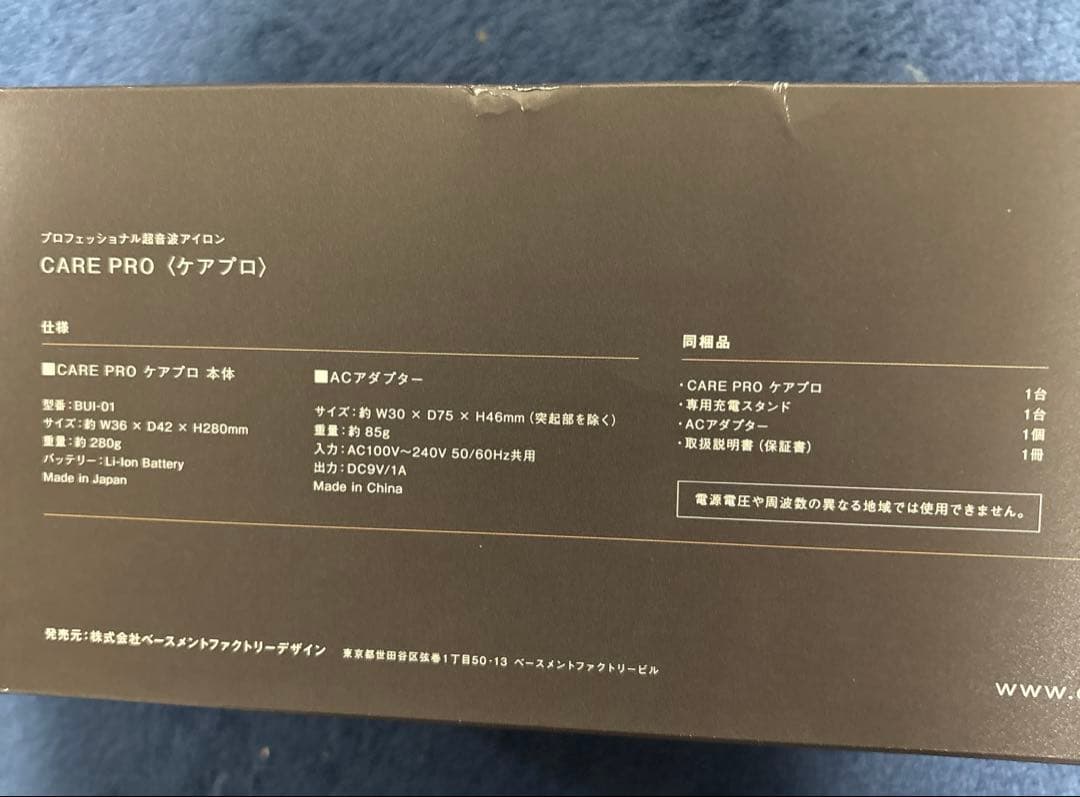 プロフェッショナル超音波アイロン
CARE PRO〈ケアプロ〉
仕様
■CARE PRO ケアプロ 本体
型番：BUI-01
サイズ：約 W36 × D42 × H280mm
重量：約 280g
バッテリー：Li-Ion Battery
Made in Japan
■ACアダプター
サイズ：約 W30 × D75 × H46mm（突起部を除く）
重量：約 85g
入力：AC100V〜240V 50/60Hz共用
出力：DC9V/1A
Made in China
同梱品
・CARE PRO ケアプロ 1台
・専用充電スタンド 1台
・ACアダプター 1個
・取扱説明書（保証書） 1冊
電源電圧や周波数の異なる地域では使用できません。
発売元：株式会社ベースメントファクトリーデザイン 東京都世田谷区弦巻1丁目50-13 ベースメントファクトリービル
www.